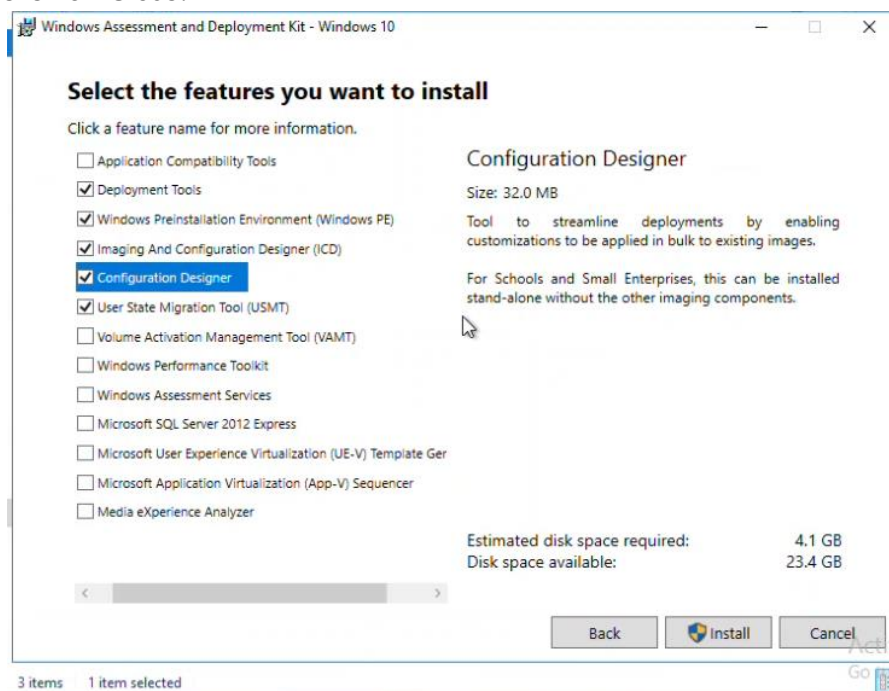 Windows Assessment and Deployment Kit - Windows 10
Select the features you want to install
Click a feature name for more information.
Application Compatibility Tools
Deployment Tools
Windows Preinstallation Environment (Windows PE)
Imaging And Configuration Designer (ICD)
Configuration Designer
User State Migration Tool (USMT)
Volume Activation Management Tool (VAMT)
Windows Performance Toolkit
Windows Assessment Services
Microsoft SQL Server 2012 Express
Microsoft User Experience Virtualization (UE-V) Template Ger
Microsoft Application Virtualization (App-V) Sequencer
Media eXperience Analyzer
Configuration Designer
Size: 32.0 MB
Tool to streamline deployments by enabling
customizations to be applied in bulk to existing images.
For Schools and Small Enterprises, this can be installed
stand-alone without the other imaging components.
Estimated disk space required: 4.1 GB
Disk space available: 23.4 GB
Back Install Cancel
Acti
Go
3 items 1 item selected